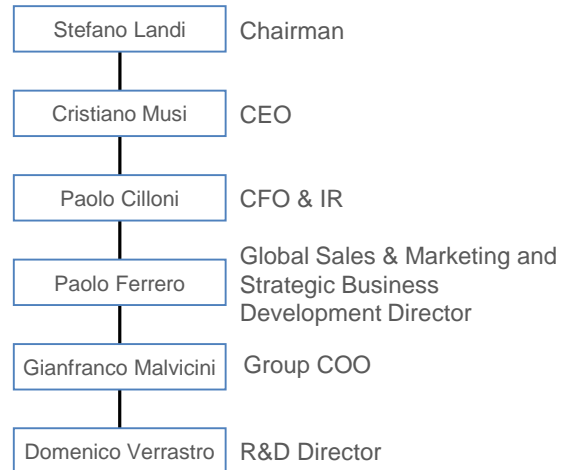 Stefano Landi Chairman
Cristiano Musi CEO
Paolo Cilloni CFO & IR
Global Sales & Marketing and
Paolo Ferrero Strategic Business
Development Director
Gianfranco Malvicini Group COO
Domenico Verrastro R&D Director